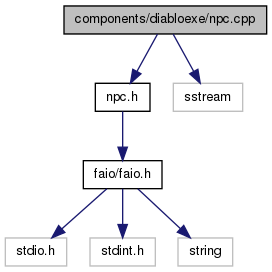 components/diabloexe/npc.cpp
npc.h
sstream
faio/faio.h
stdio.h
stdint.h
string